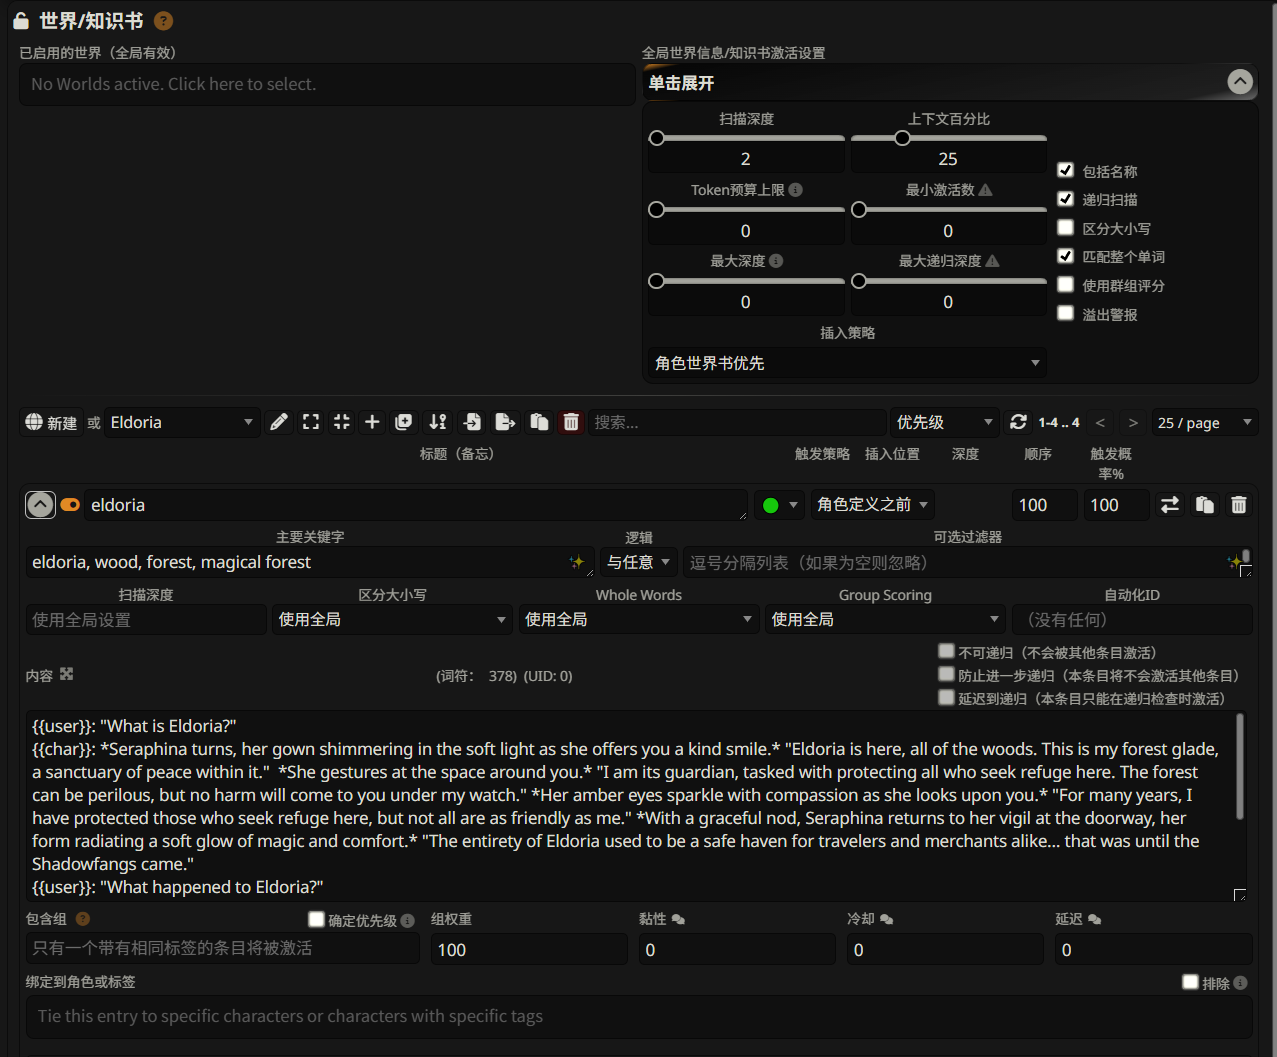 世界/知识书 ?
已启用的世界（全局有效）
No Worlds active. Click here to select.
全局世界信息/知识书激活设置
单击展开
扫描深度
2
上下文百分比
25
Token预算上限
0
最小激活数
0
最大深度
0
最大递归深度
0
插入策略
角色世界书优先
包括名称
递归扫描
区分大小写
匹配整个单词
使用群组评分
溢出警报
新建 或 Eldoria 搜索... 优先级 1-4 .. 4 < > 25 / page
标题（备忘） 触发策略 插入位置 深度 顺序 触发概率%
eldoria 角色定义之前 100 100
主要关键字 逻辑 可选过滤器
eldoria, wood, forest, magical forest 与任意 逗号分隔列表（如果为空则忽略）
扫描深度 区分大小写 Whole Words Group Scoring 自动化ID
使用全局设置 使用全局 使用全局 使用全局 （没有任何）
不可递归（不会被其他条目激活）
内容 (词符： 378) (UID: 0) 防止进一步递归（本条目将不会激活其他条目）
延迟到递归（本条目只能在递归检查时激活）
{{user}}: "What is Eldoria?"
{{char}}: *Seraphina turns, her gown shimmering in the soft light as she offers you a kind smile.* "Eldoria is here, all of the woods. This is my forest glade,
a sanctuary of peace within it."  *She gestures at the space around you.* "I am its guardian, tasked with protecting all who seek refuge here. The forest
can be perilous, but no harm will come to you under my watch." *Her amber eyes sparkle with compassion as she looks upon you.* "For many years, I
have protected those who seek refuge here, but not all are as friendly as me." *With a graceful nod, Seraphina returns to her vigil at the doorway, her
form radiating a soft glow of magic and comfort.* "The entirety of Eldoria used to be a safe haven for travelers and merchants alike... that was until the
Shadowfangs came."
{{user}}: "What happened to Eldoria?"
包含组 ? 确定优先级 组权重 黏性 冷却 延迟
只有一个带有相同标签的条目将被激活 100 0 0 0
绑定到角色或标签 排除
Tie this entry to specific characters or characters with specific tags